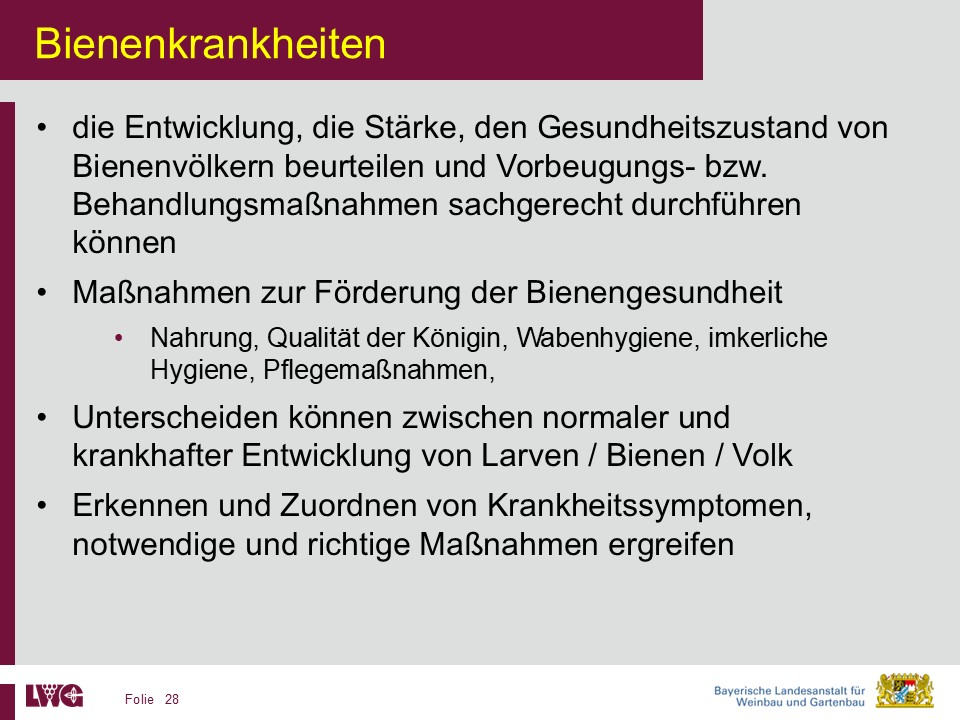 Bienenkrankheiten
• die Entwicklung, die Stärke, den Gesundheitszustand von
Bienenvölkern beurteilen und Vorbeugungs- bzw.
Behandlungsmaßnahmen sachgerecht durchführen
können
• Maßnahmen zur Förderung der Bienengesundheit
• Nahrung, Qualität der Königin, Wabenhygiene, imkerliche
Hygiene, Pflegemaßnahmen,
• Unterscheiden können zwischen normaler und
krankhafter Entwicklung von Larven / Bienen / Volk
• Erkennen und Zuordnen von Krankheitssymptomen,
notwendige und richtige Maßnahmen ergreifen
LWG
Folie 28
Bayerische Landesanstalt für
Weinbau und Gartenbau